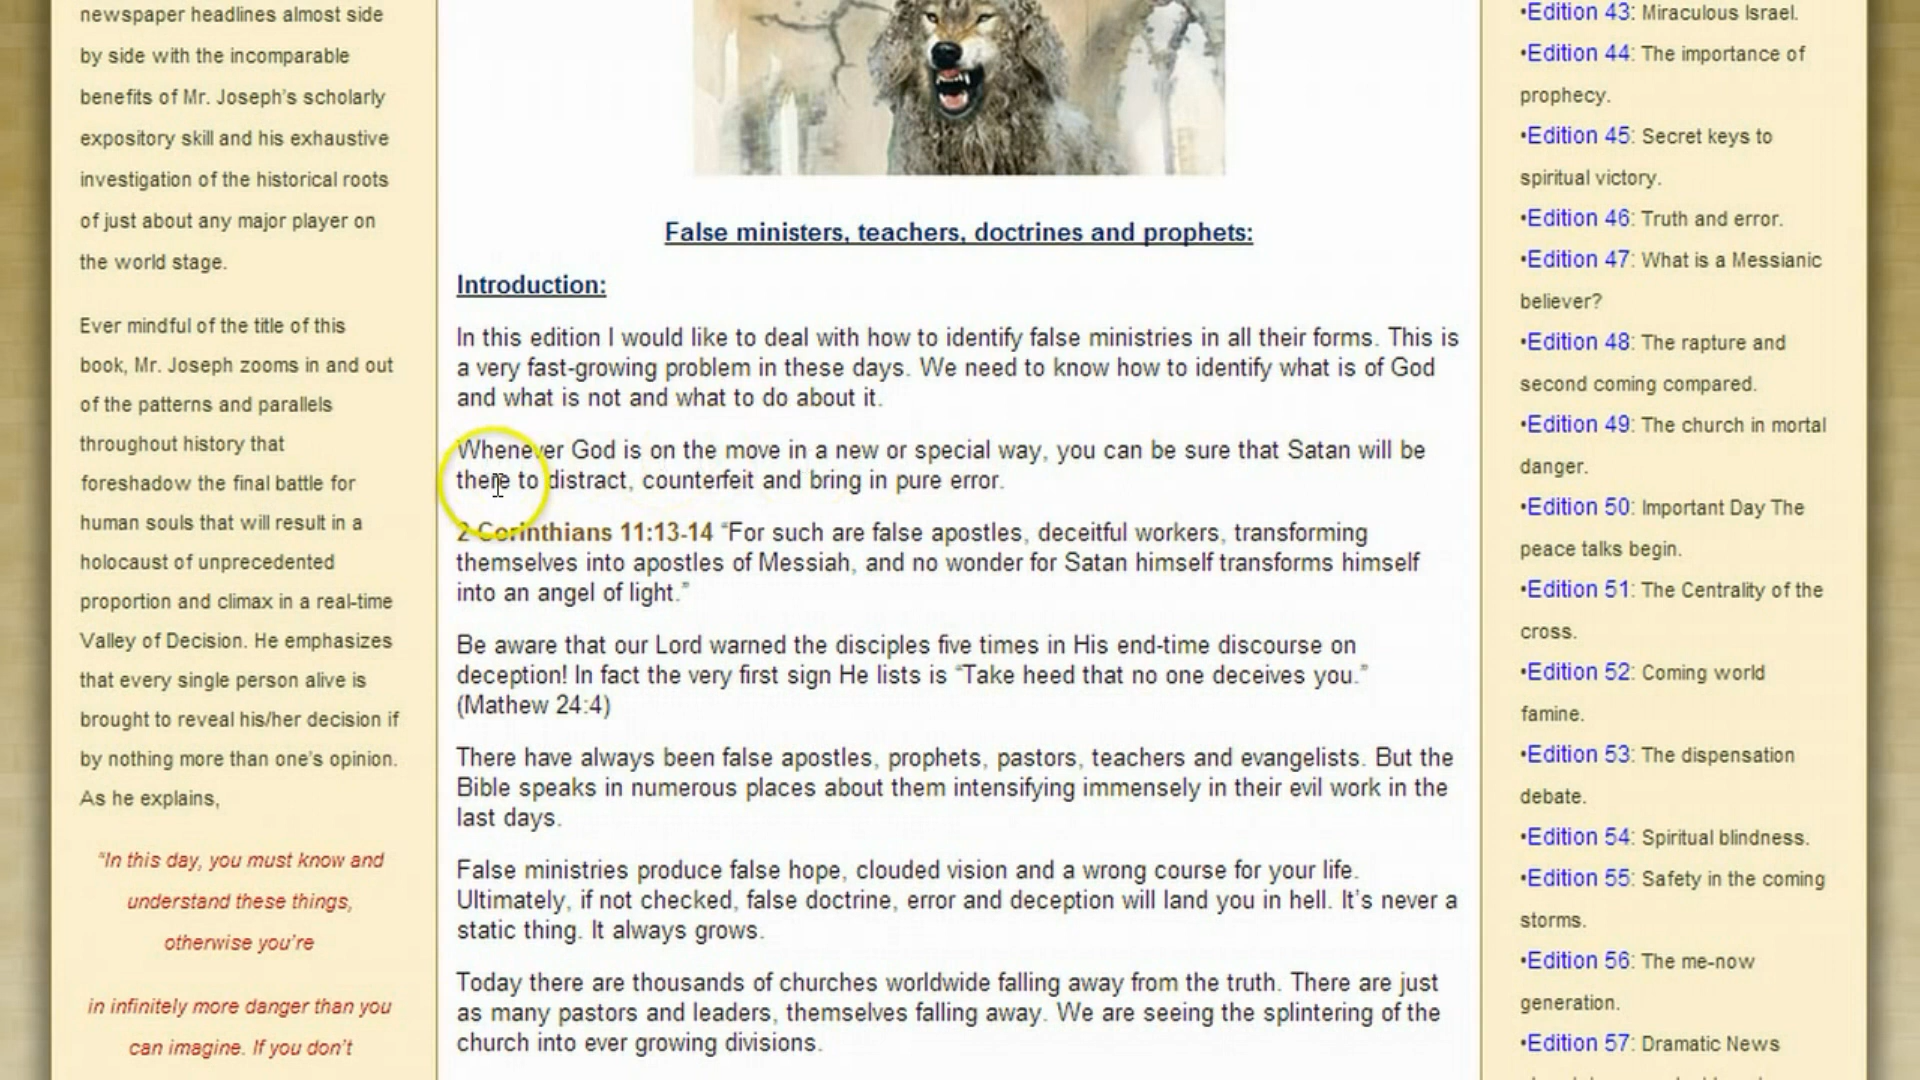 newspaper headlines almost side
by side with the incomparable
benefits of Mr. Joseph's scholarly
expository skill and his exhaustive
investigation of the historical roots
of just about any major player on
the world stage.
Ever mindful of the title of this
book, Mr. Joseph zooms in and out
of the patterns and parallels
throughout history that
foreshadow the final battle for
human souls that will result in a
holocaust of unprecedented
proportion and climax in a real-time
Valley of Decision. He emphasizes
that every single person alive is
brought to reveal his/her decision if
by nothing more than one's opinion.
As he explains,
“In this day, you must know and
understand these things,
otherwise you're
in infinitely more danger than you
can imagine. If you don't
False ministers, teachers, doctrines and prophets:
Introduction:
In this edition I would like to deal with how to identify false ministries in all their forms. This is
a very fast-growing problem in these days. We need to know how to identify what is of God
and what is not and what to do about it.
Whenever God is on the move in a new or special way, you can be sure that Satan will be
there to distract, counterfeit and bring in pure error.
2 Corinthians 11:13-14 “For such are false apostles, deceitful workers, transforming
themselves into apostles of Messiah, and no wonder for Satan himself transforms himself
into an angel of light.”
Be aware that our Lord warned the disciples five times in His end-time discourse on
deception! In fact the very first sign He lists is “Take heed that no one deceives you.”
(Mathew 24:4)
There have always been false apostles, prophets, pastors, teachers and evangelists. But the
Bible speaks in numerous places about them intensifying immensely in their evil work in the
last days.
False ministries produce false hope, clouded vision and a wrong course for your life.
Ultimately, if not checked, false doctrine, error and deception will land you in hell. It's never a
static thing. It always grows.
Today there are thousands of churches worldwide falling away from the truth. There are just
as many pastors and leaders, themselves falling away. We are seeing the splintering of the
church into ever growing divisions.
•Edition 43: Miraculous Israel.
•Edition 44: The importance of
prophecy.
•Edition 45: Secret keys to
spiritual victory.
•Edition 46: Truth and error.
•Edition 47: What is a Messianic
believer?
•Edition 48: The rapture and
second coming compared.
•Edition 49: The church in mortal
danger.
•Edition 50: Important Day The
peace talks begin.
•Edition 51: The Centrality of the
cross.
•Edition 52: Coming world
famine.
•Edition 53: The dispensation
debate.
•Edition 54: Spiritual blindness.
•Edition 55: Safety in the coming
storms.
•Edition 56: The me-now
generation.
•Edition 57: Dramatic News